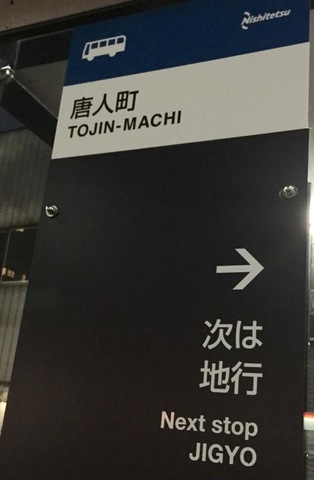 Nishitetsu
唐人町
TOJIN-MACHI
次は
地行
Next stop
JIGYO